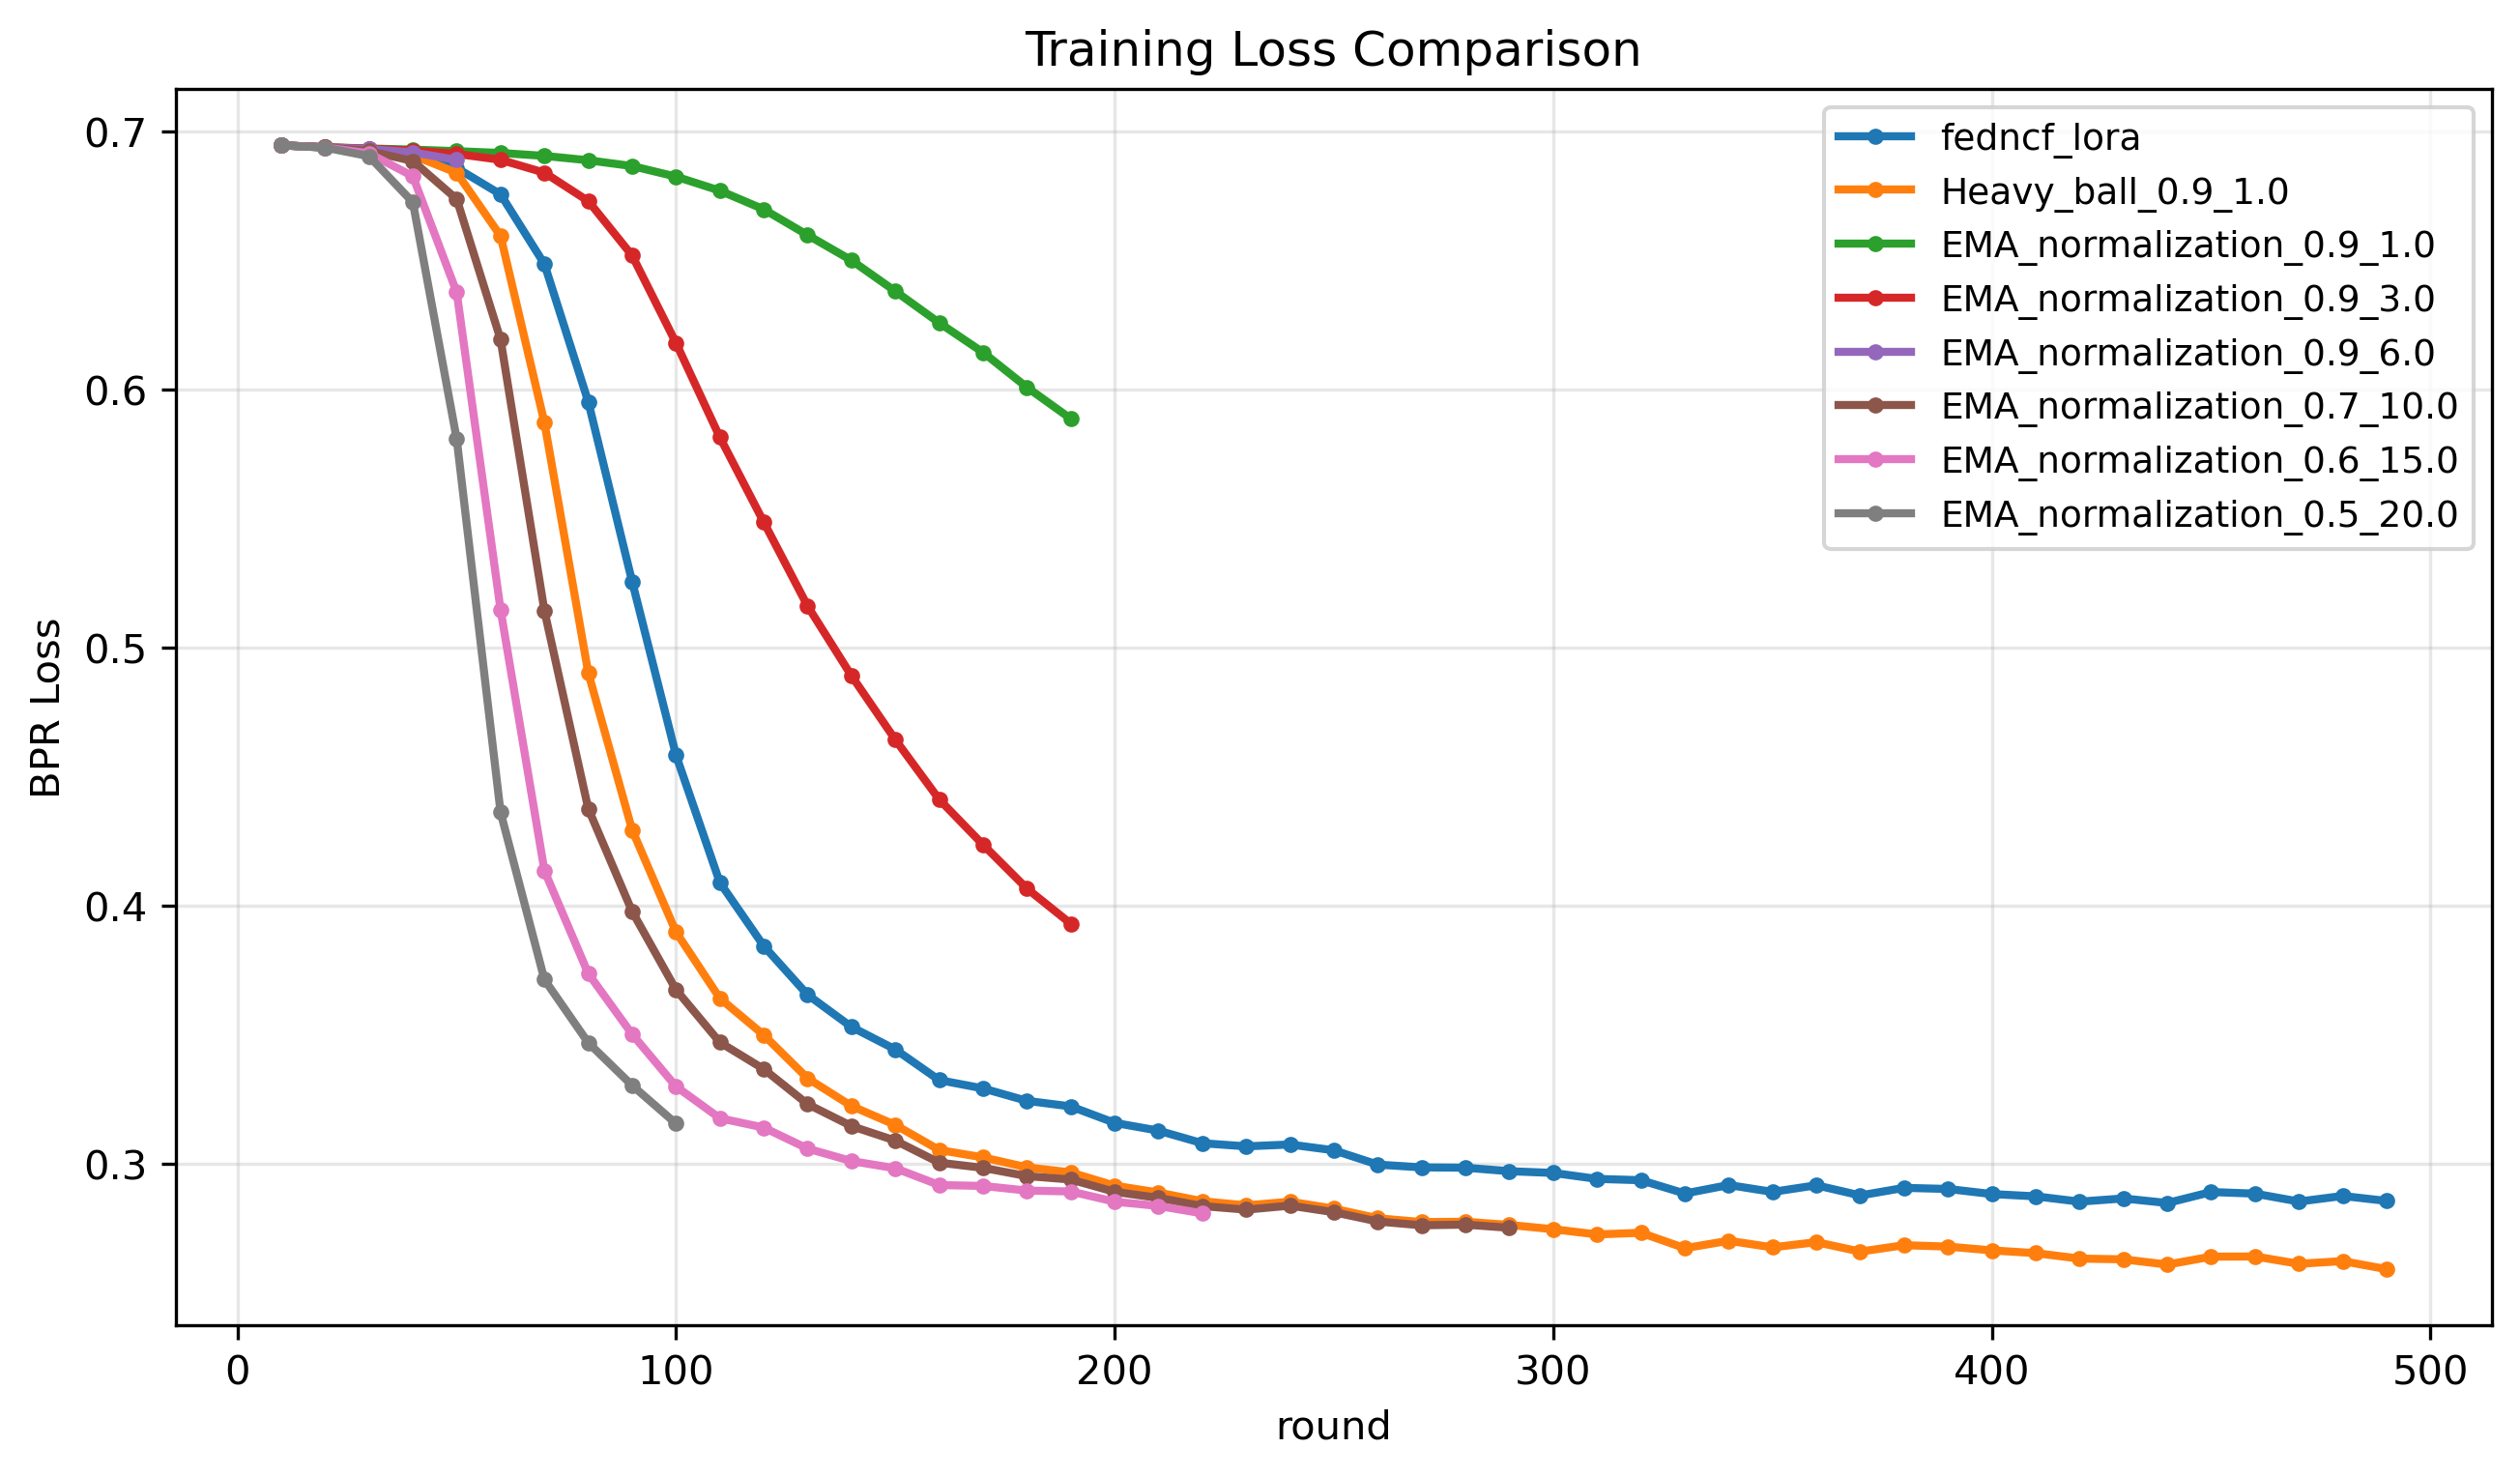 Training Loss Comparison
BPR Loss
0.7
0.6
0.5
0.4
0.3
fedncf_lora
Heavy_ball_0.9_1.0
EMA_normalization_0.9_1.0
EMA_normalization_0.9_3.0
EMA_normalization_0.9_6.0
EMA_normalization_0.7_10.0
EMA_normalization_0.6_15.0
EMA_normalization_0.5_20.0
0 100 200 300 400 500
round